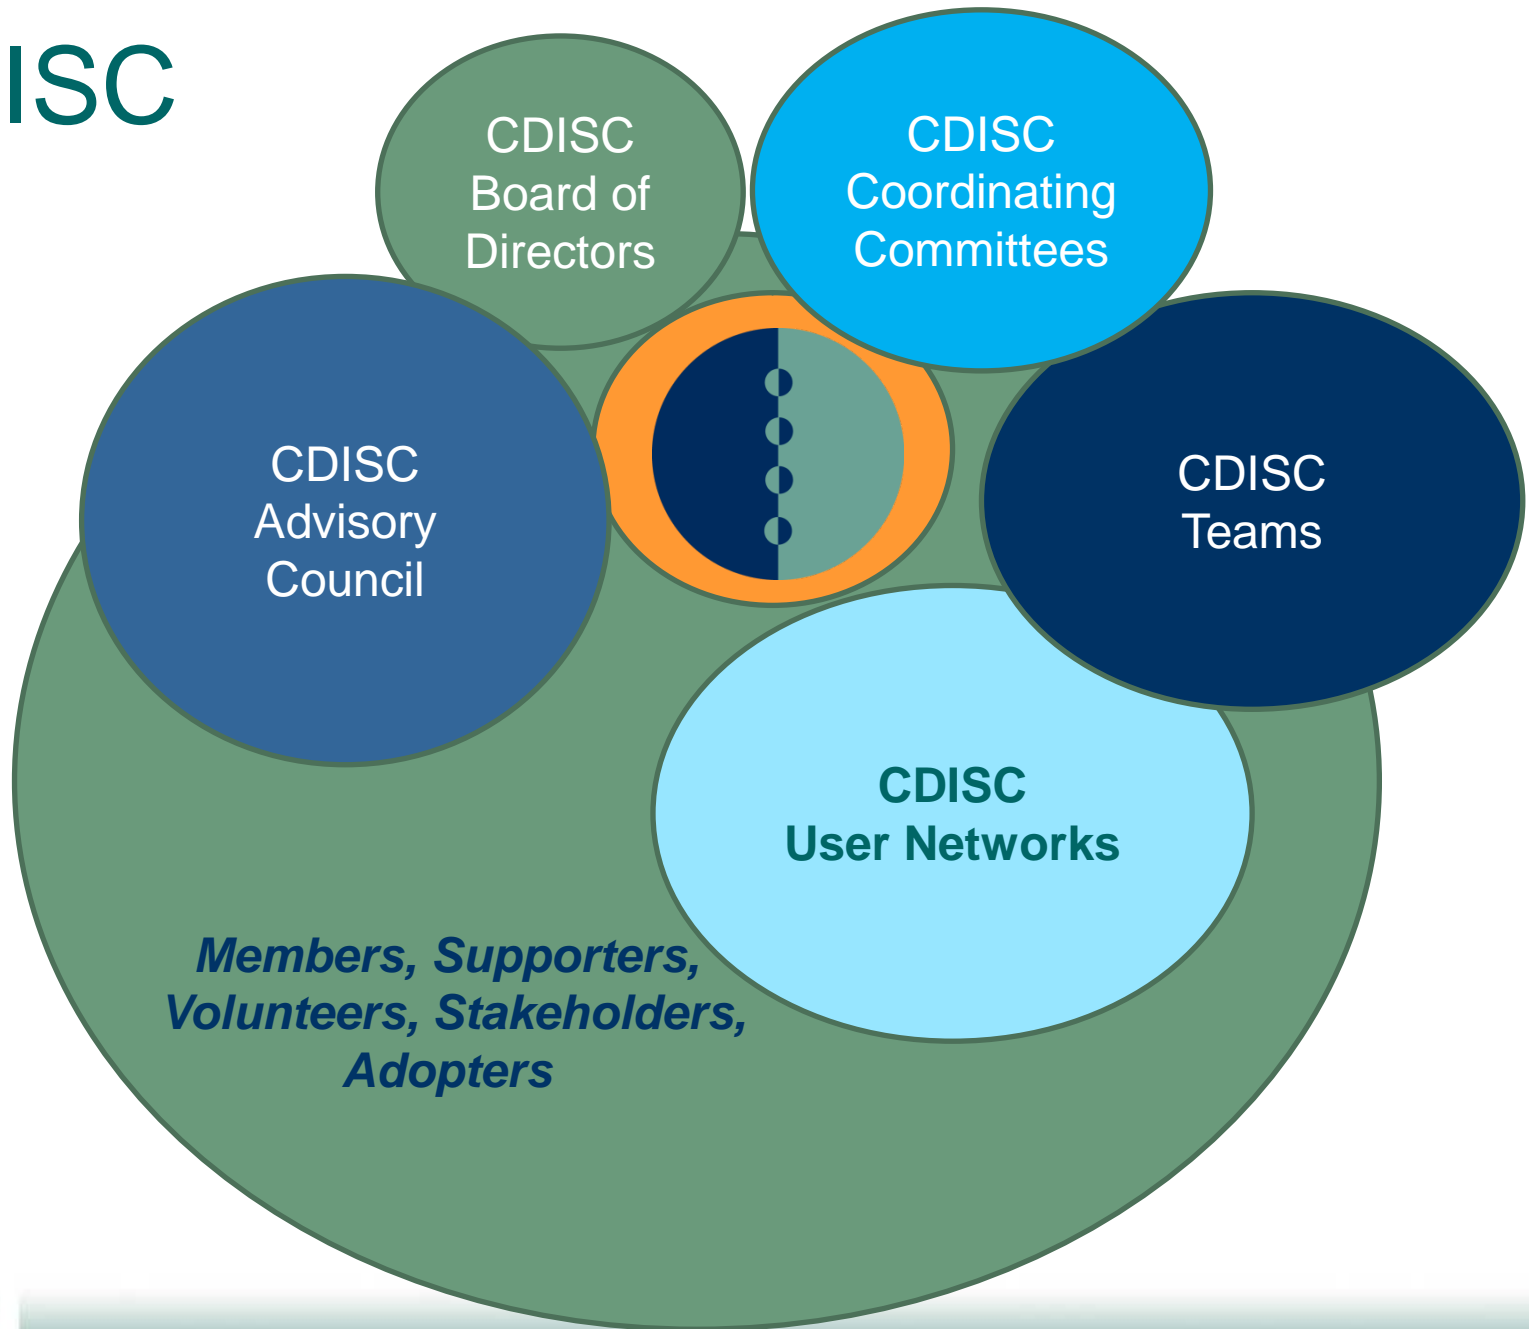 ISC
CDISC
Board of
Directors
CDISC
Coordinating
Committees
CDISC
Advisory
Council
CDISC
Teams
CDISC
User Networks
Members, Supporters,
Volunteers, Stakeholders,
Adopters